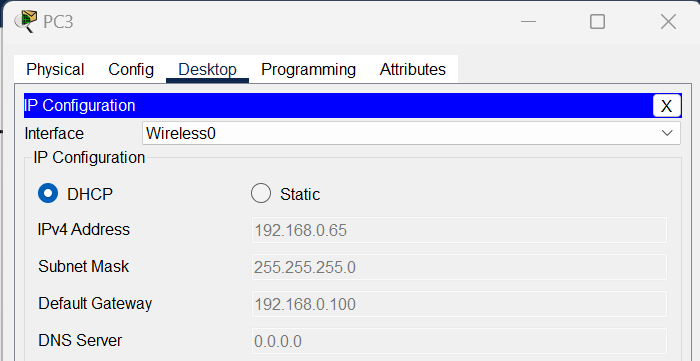 PC3
Physical Config Desktop Programming Attributes
IP Configuration X
Interface Wireless0
IP Configuration
DHCP Static
IPv4 Address 192.168.0.65
Subnet Mask 255.255.255.0
Default Gateway 192.168.0.100
DNS Server 0.0.0.0